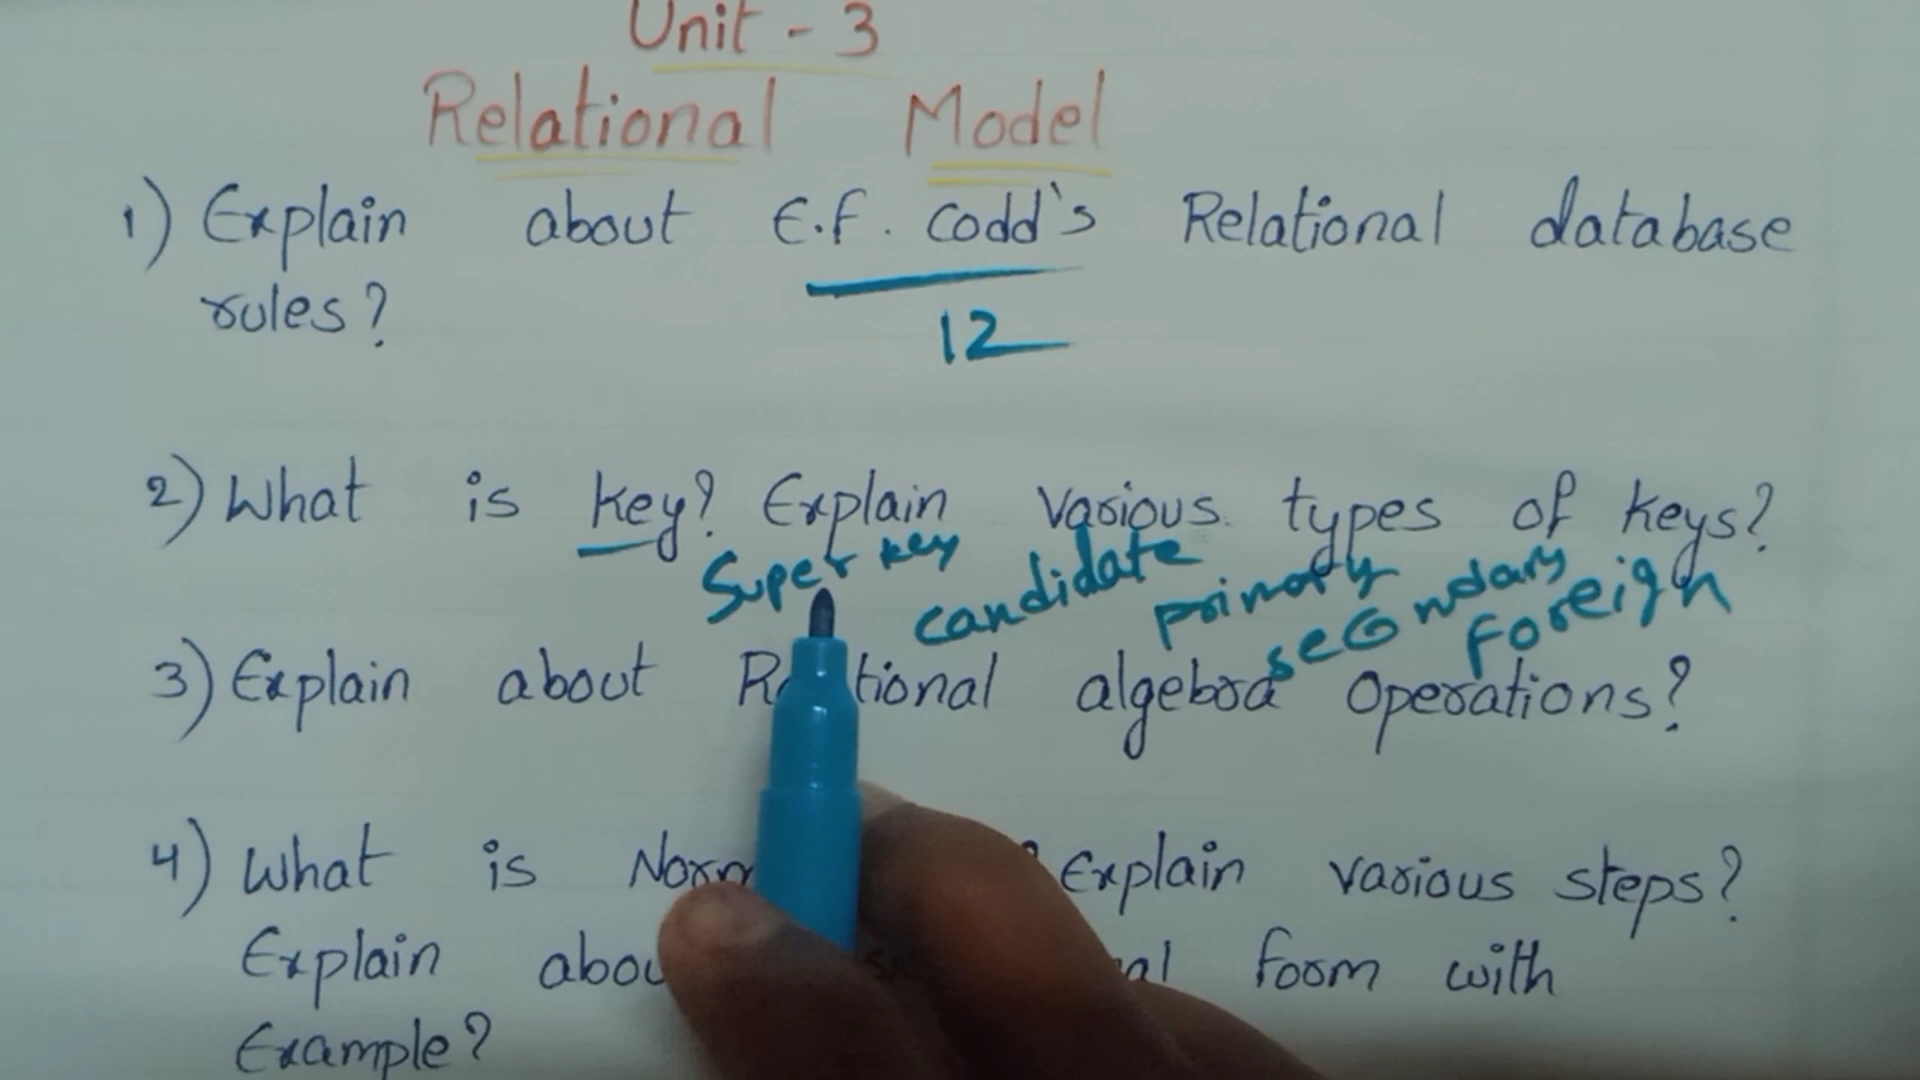 Unit - 3
Relational Model
1) Explain about E.F. Codd's Relational database
rules?
12
2) What is key? Explain various types of keys?
Super key candidate primary secondary foreign
3) Explain about algebra operations?
4) What is Explain various steps?
Explain form with
Example?